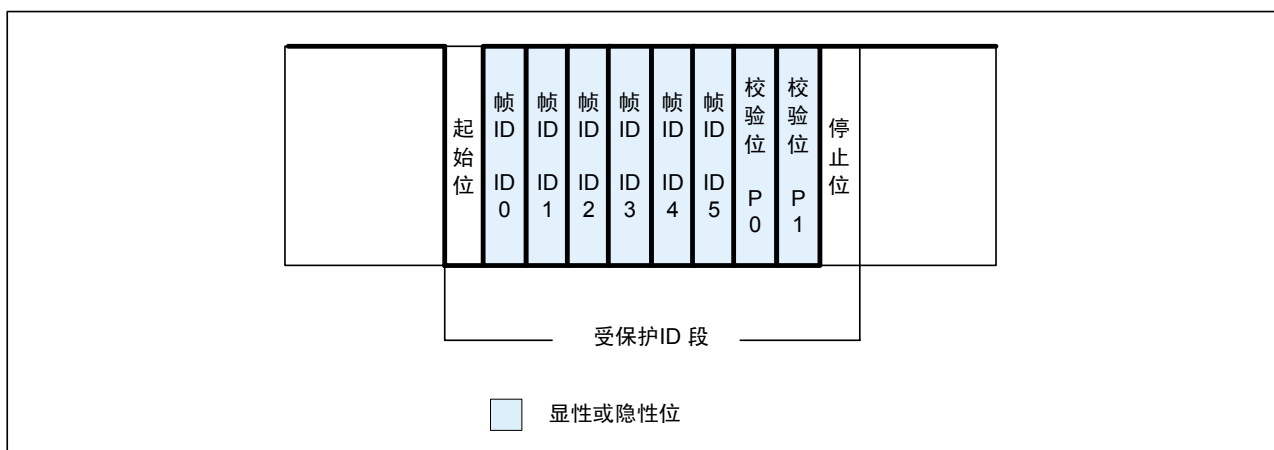 起始位
帧ID ID0
帧ID ID1
帧ID ID2
帧ID ID3
帧ID ID4
帧ID ID5
校验位 P0
校验位 P1
停止位
受保护ID 段
显性或隐性位